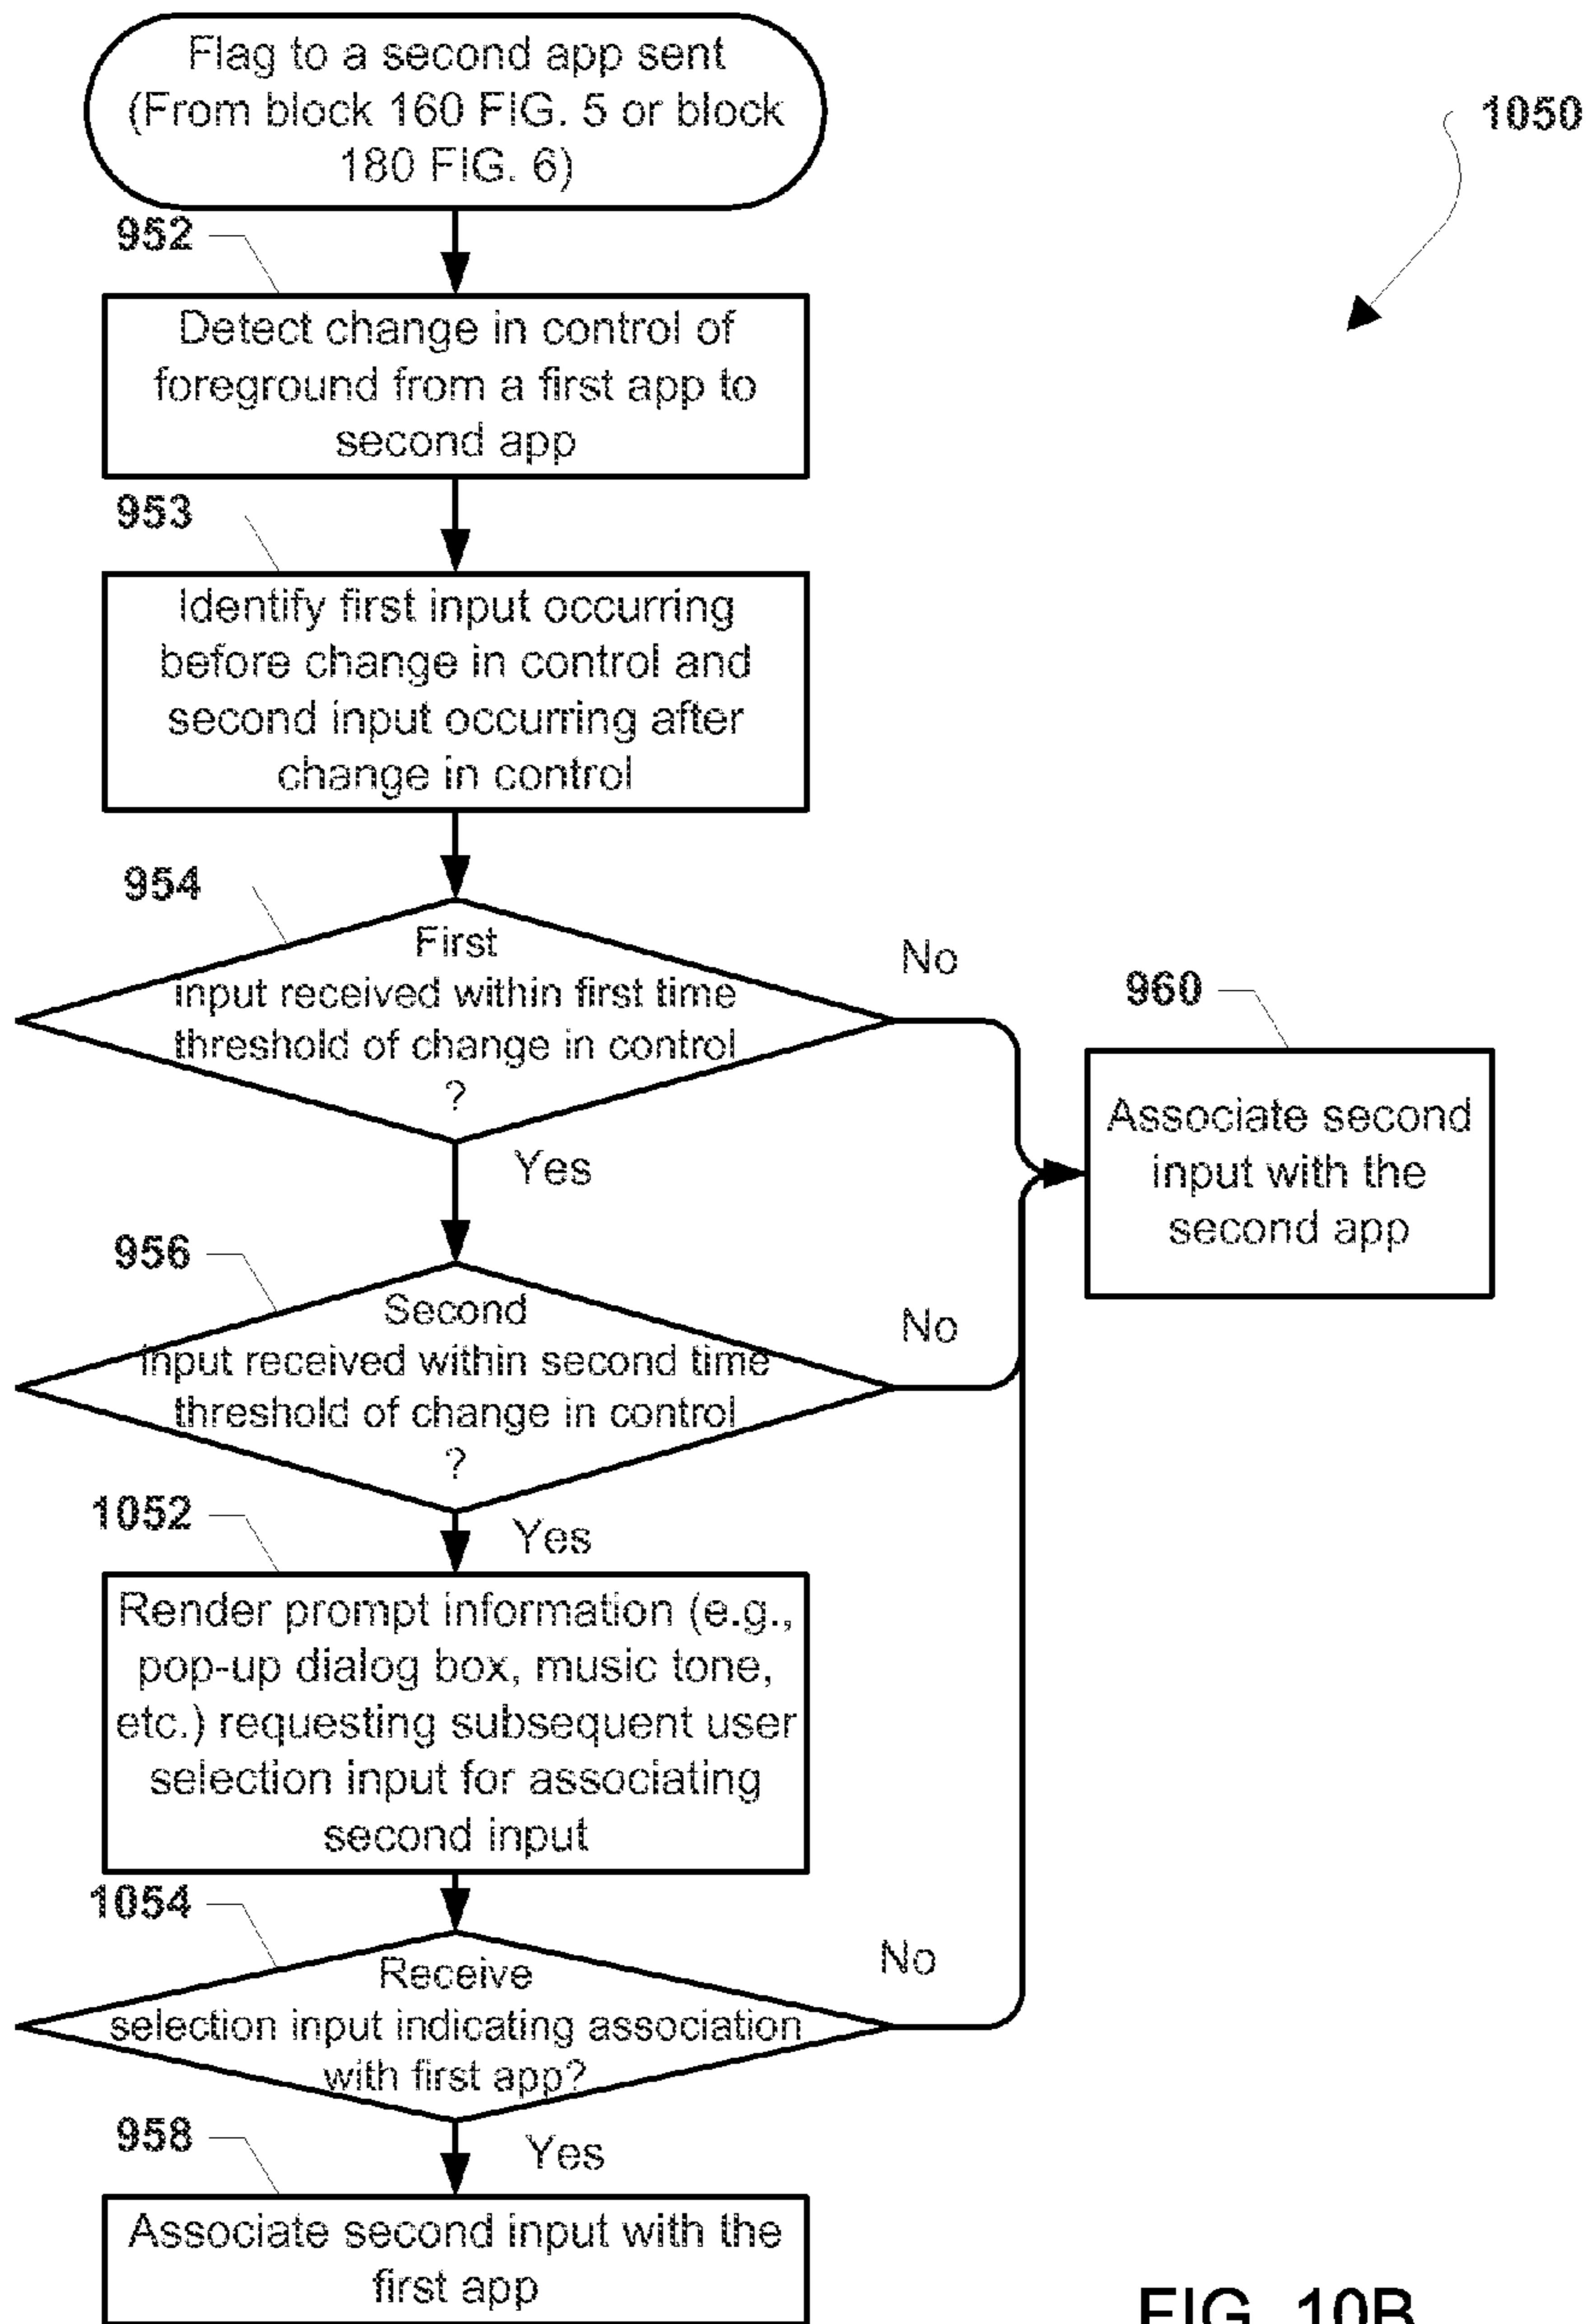 Flag to a second app sent
(From block 160 FIG. 5 or block
180 FIG. 6)
1050
952
Detect change in control of
foreground from a first app to
second app
953
Identify first input occurring
before change in control and
second input occurring after
change in control
954
First
input received within first time
threshold of change in control
?
No
Yes
960
Associate second
input with the
second app
956
Second
input received within second time
threshold of change in control
?
No
Yes
1052
Render prompt information (e.g.,
pop-up dialog box, music tone,
etc.) requesting subsequent user
selection input for associating
second input
1054
Receive
selection input indicating association
with first app?
No
Yes
958
Associate second input with the
first app
FIG. 10B